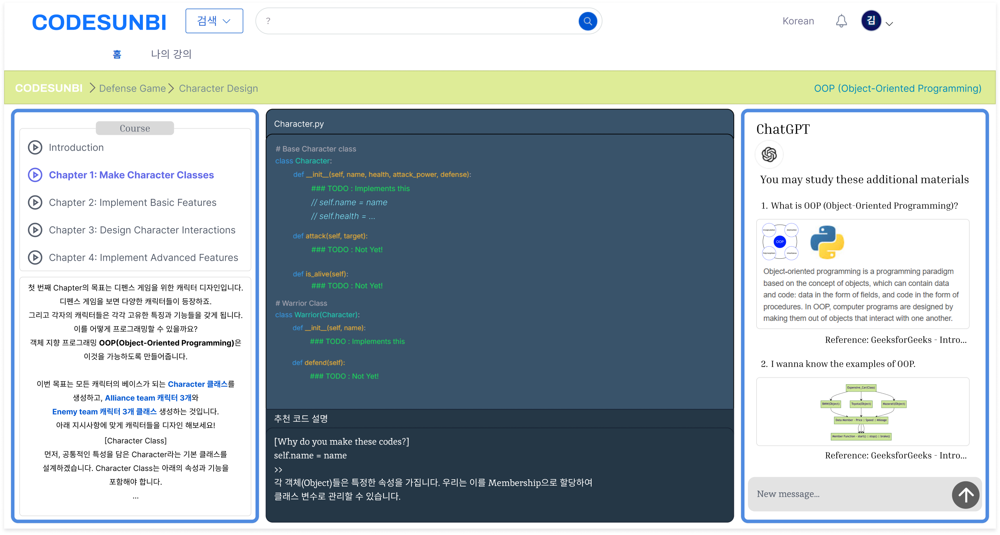 CODESUNBI
검색
?
Korean
김
홈
나의 강의
CODESUNBI > Defense Game > Character Design
OOP (Object-Oriented Programming)
Course
Introduction
Chapter 1: Make Character Classes
Chapter 2: Implement Basic Features
Chapter 3: Design Character Interactions
Chapter 4: Implement Advanced Features
첫 번째 Chapter의 목표는 디펜스 게임을 위한 캐릭터 디자인입니다.
디펜스 게임을 보면 다양한 캐릭터들이 등장하죠.
그리고 각자의 캐릭터들은 각각 고유한 특징과 기능들을 갖게 됩니다.
이를 어떻게 프로그래밍할 수 있을까요?
객체 지향 프로그래밍 OOP(Object-Oriented Programming)은
이것을 가능하도록 만들어줍니다.
이번 목표는 모든 캐릭터의 베이스가 되는 Character 클래스를
생성하고, Alliance team 캐릭터 3개와
Enemy team 캐릭터 3개 클래스 생성하는 것입니다.
아래 지시사항에 맞게 캐릭터들을 디자인 해보세요!
[Character Class]
먼저, 공통적인 특성을 담은 Character라는 기본 클래스를
설계하겠습니다. Character Class는 아래의 속성과 기능을
포함해야 합니다.
...
Character.py
# Base Character class
class Character:
def __init__(self, name, health, attack_power, defense):
### TODO : Implements this
// self.name = name
// self.health = ...
def attack(self, target):
### TODO : Not Yet!
def is_alive(self):
### TODO : Not Yet!
# Warrior Class
class Warrior(Character):
def __init__(self, name):
### TODO : Implements this
def defend(self):
### TODO : Not Yet!
추천 코드 설명
[Why do you make these codes?]
self.name = name
>>
각 객체(Object)들은 특정한 속성을 가집니다. 우리는 이를 Membership으로 할당하여
클래스 변수로 관리할 수 있습니다.
ChatGPT
You may study these additional materials
1. What is OOP (Object-Oriented Programming)?
Encapsulation
Abstraction
OOP
Polymorphism
Inheritance
Object-oriented programming is a programming paradigm
based on the concept of objects, which can contain data
and code: data in the form of fields, and code in the form of
procedures. In OOP, computer programs are designed by
making them out of objects that interact with one another.
Reference: GeeksforGeeks - Intro...
2. I wanna know the examples of OOP.
Expensive_Car(Class)
BMW(Object)
Toyota(Object)
Mazarati(Object)
Data Member - Price | Speed | Mileage
Member Function - start() | stop() | brake()
Reference: GeeksforGeeks - Intro...
New message...